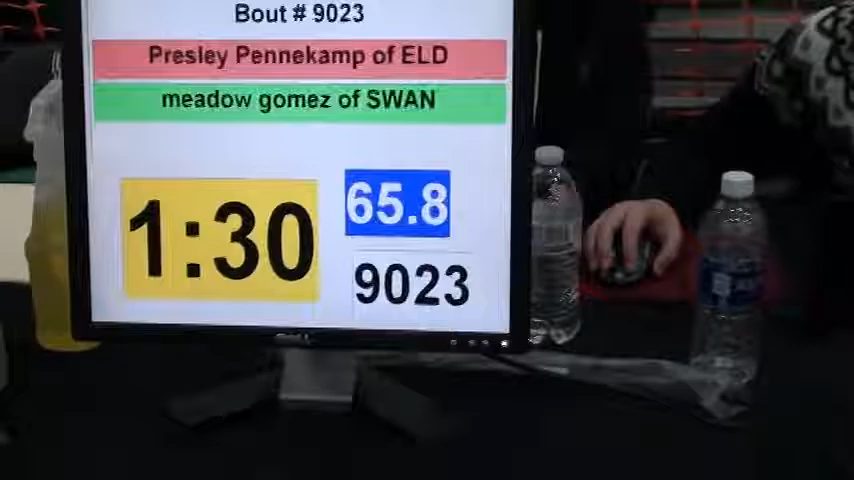 Bout # 9023
Presley Pennekamp of ELD
meadow gomez of SWAN
1:30
65.8
9023